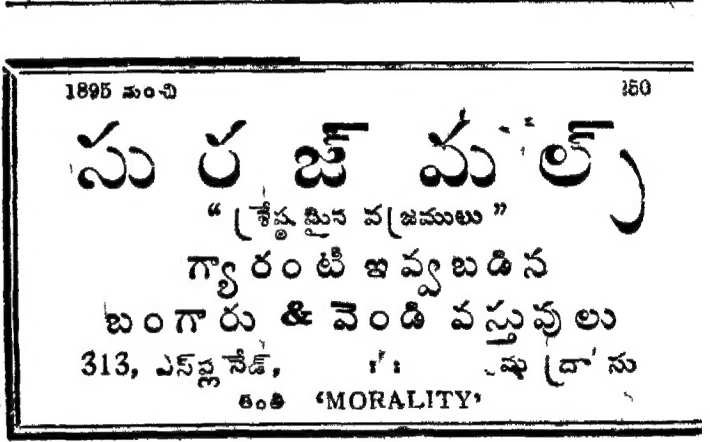 1895 నుంచి
సురజ్ మల్స్
“శ్రేష్ఠమైన వజ్రములు”
గ్యారంటీ ఇవ్వబడిన
బంగారు & వెండి వస్తువులు
313, ఎస్‌ప్లనేడ్, మద్రాసు
తంతి ‘MORALITY’